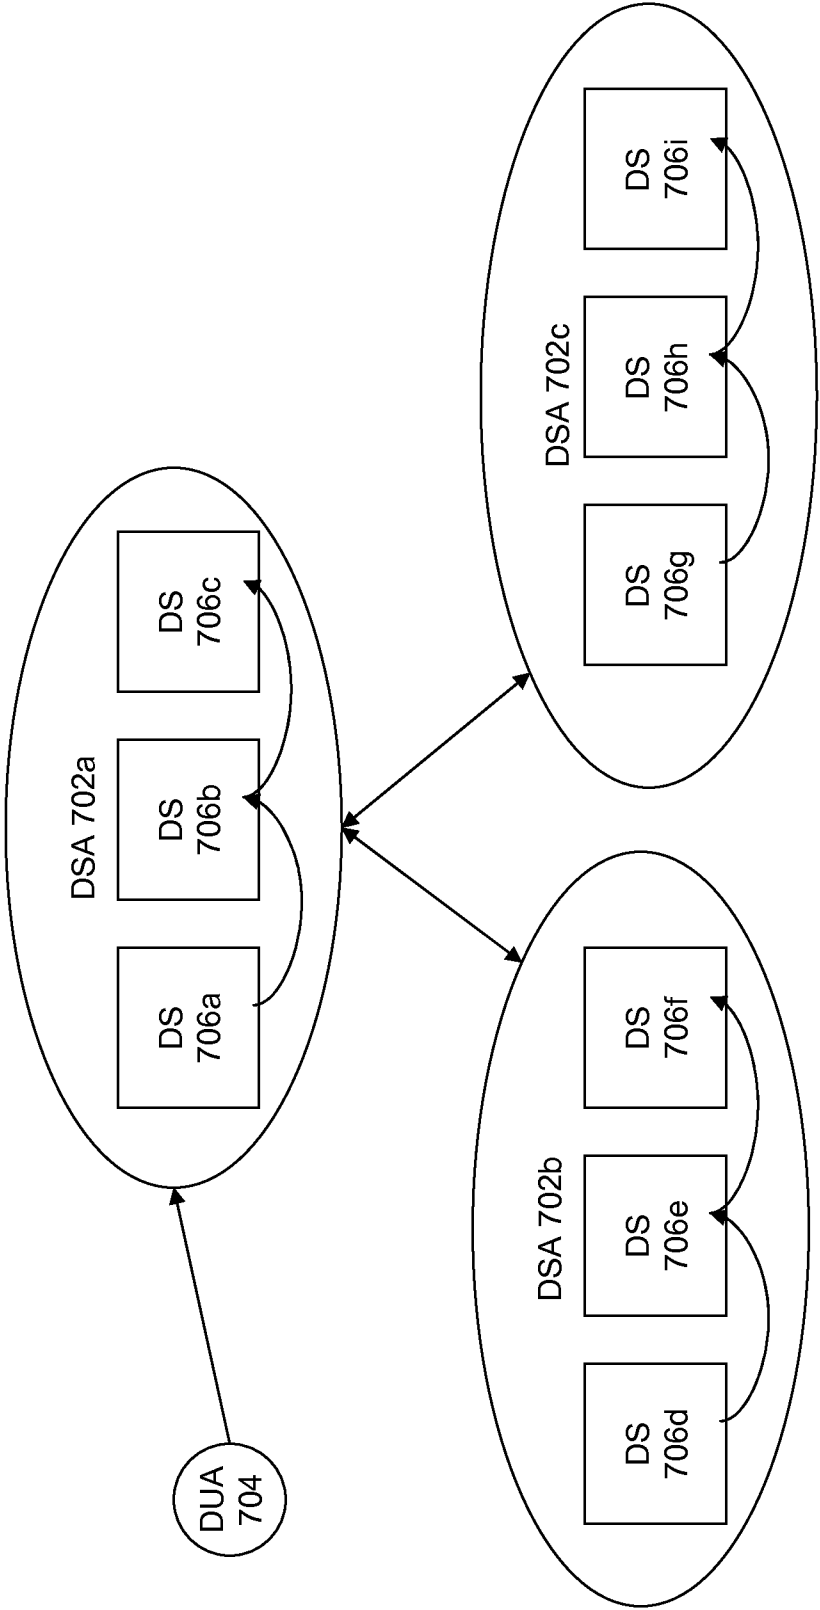 DUA
704
DSA 702a
DS
706a
DS
706b
DS
706c
DSA 702b
DS
706d
DS
706e
DS
706f
DSA 702c
DS
706g
DS
706h
DS
706i